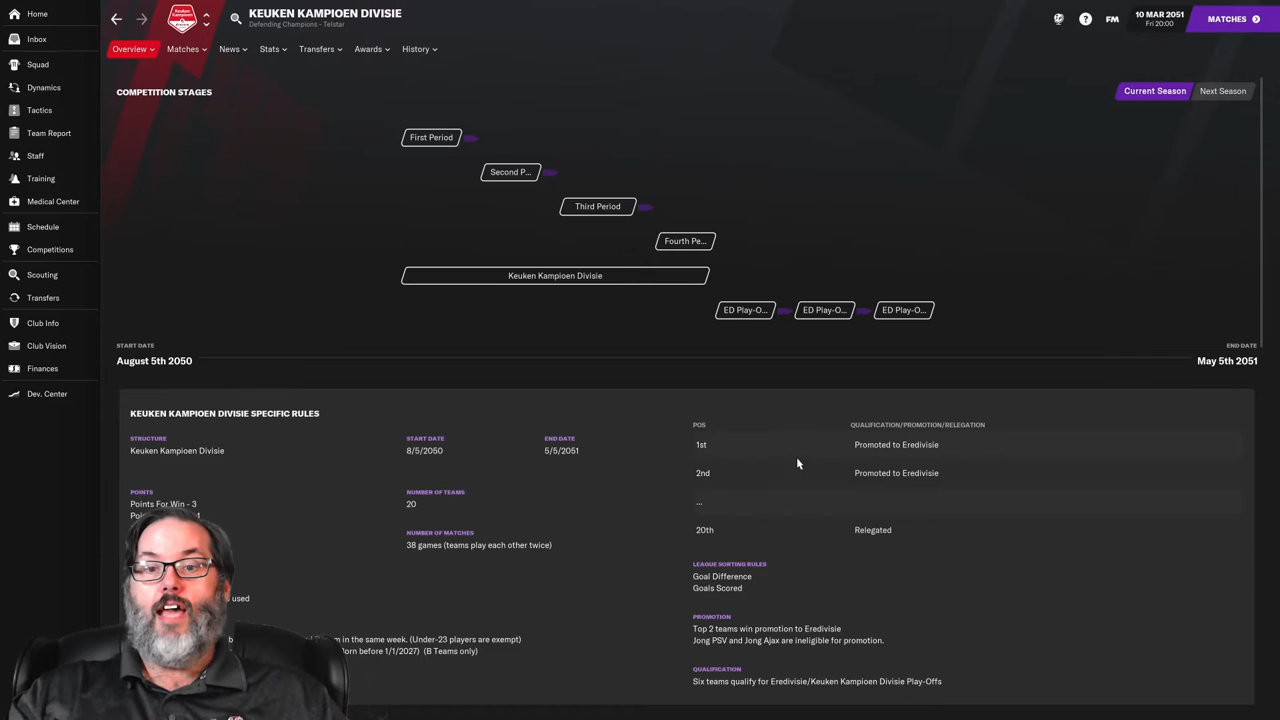 Home
KEUKEN KAMPIOEN DIVISIE
Defending Champions - Telstar
FM
10 MAR 2051
Fri 20:00
MATCHES
Inbox
Overview
Matches
News
Stats
Transfers
Awards
History
Squad
Dynamics
Tactics
Team Report
Staff
Training
Medical Center
Schedule
Competitions
Scouting
Transfers
Club Info
Club Vision
Finances
Dev. Center
COMPETITION STAGES
Current Season
Next Season
First Period
Second P...
Third Period
Fourth Pe...
Keuken Kampioen Divisie
ED Play-O...
ED Play-O...
ED Play-O...
START DATE
August 5th 2050
END DATE
May 5th 2051
KEUKEN KAMPIOEN DIVISIE SPECIFIC RULES
STRUCTURE
Keuken Kampioen Divisie
START DATE
8/5/2050
END DATE
5/5/2051
POINTS
Points For Win - 3
NUMBER OF TEAMS
20
NUMBER OF MATCHES
38 games (teams play each other twice)
used
in the same week. (Under-23 players are exempt)
born before 1/1/2027) (B Teams only)
POS
QUALIFICATION/PROMOTION/RELEGATION
1st
Promoted to Eredivisie
2nd
Promoted to Eredivisie
...
20th
Relegated
LEAGUE SORTING RULES
Goal Difference
Goals Scored
PROMOTION
Top 2 teams win promotion to Eredivisie
Jong PSV and Jong Ajax are ineligible for promotion.
QUALIFICATION
Six teams qualify for Eredivisie/Keuken Kampioen Divisie Play-Offs